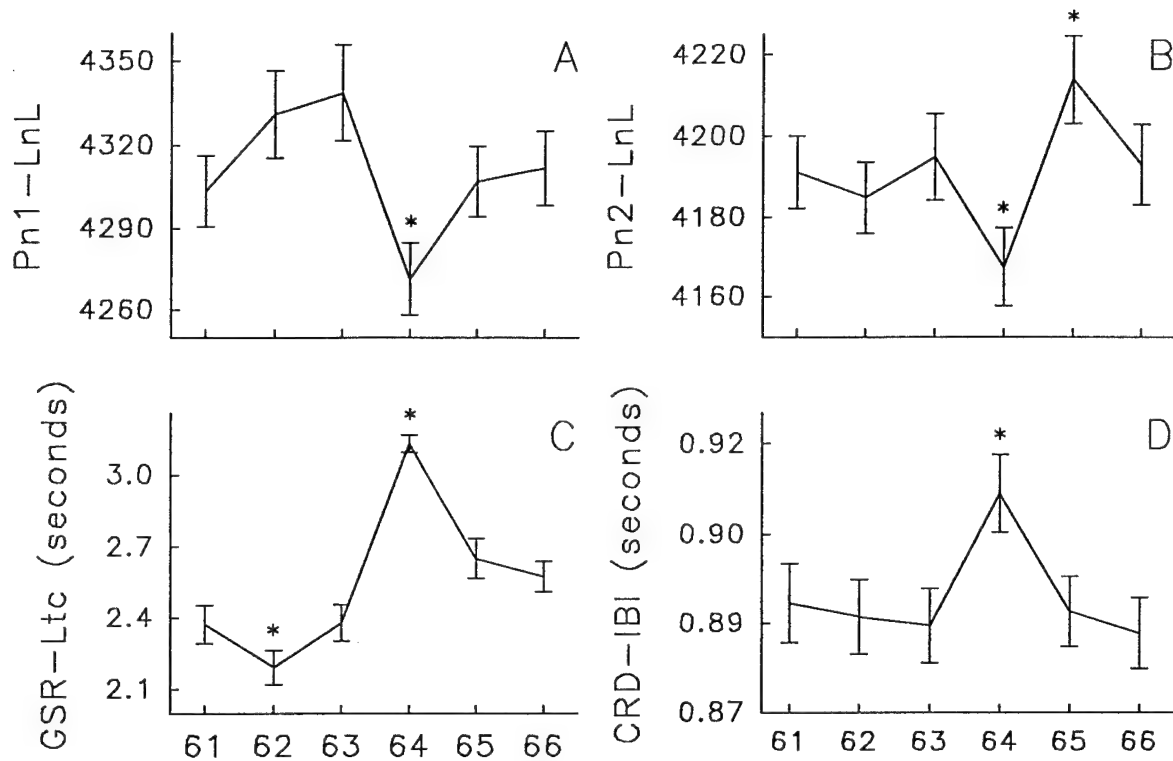 Pn1-LnL
4350
4320
4290
4260
A
*
Pn2-LnL
4220
4200
4180
4160
B
*
*
GSR-Ltc (seconds)
3.0
2.7
2.4
2.1
C
*
*
61 62 63 64 65 66
CRD-IBI (seconds)
0.92
0.90
0.89
0.87
D
*
61 62 63 64 65 66